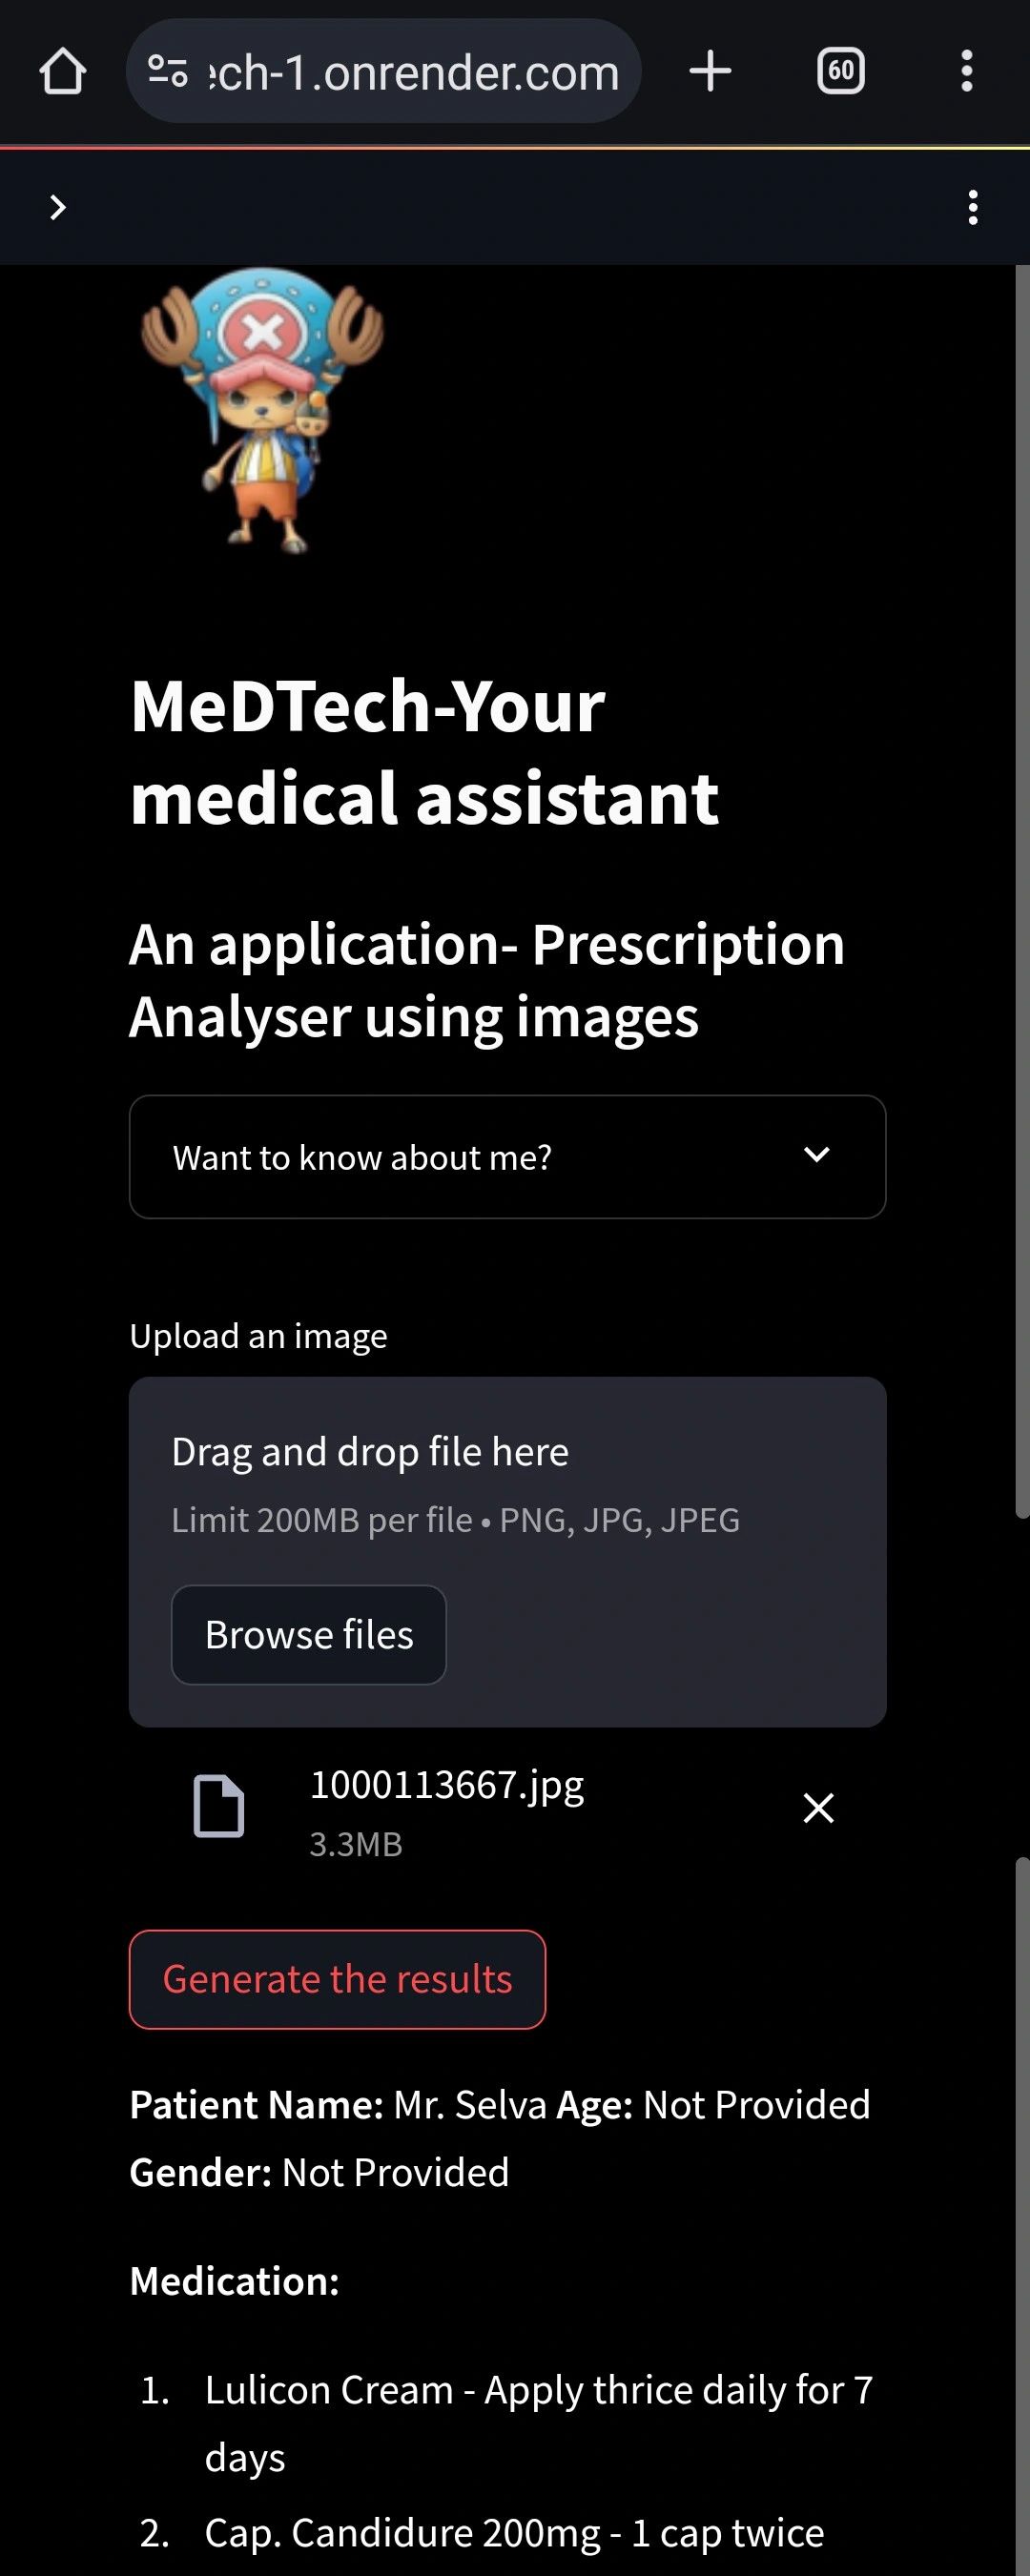 ech-1.onrender.com
60
MeDTech-Your
medical assistant
An application- Prescription
Analyser using images
Want to know about me?
Upload an image
Drag and drop file here
Limit 200MB per file • PNG, JPG, JPEG
Browse files
1000113667.jpg
3.3MB
Generate the results
Patient Name: Mr. Selva Age: Not Provided
Gender: Not Provided
Medication:
1. Lulicon Cream - Apply thrice daily for 7
days
2. Cap. Candidure 200mg - 1 cap twice